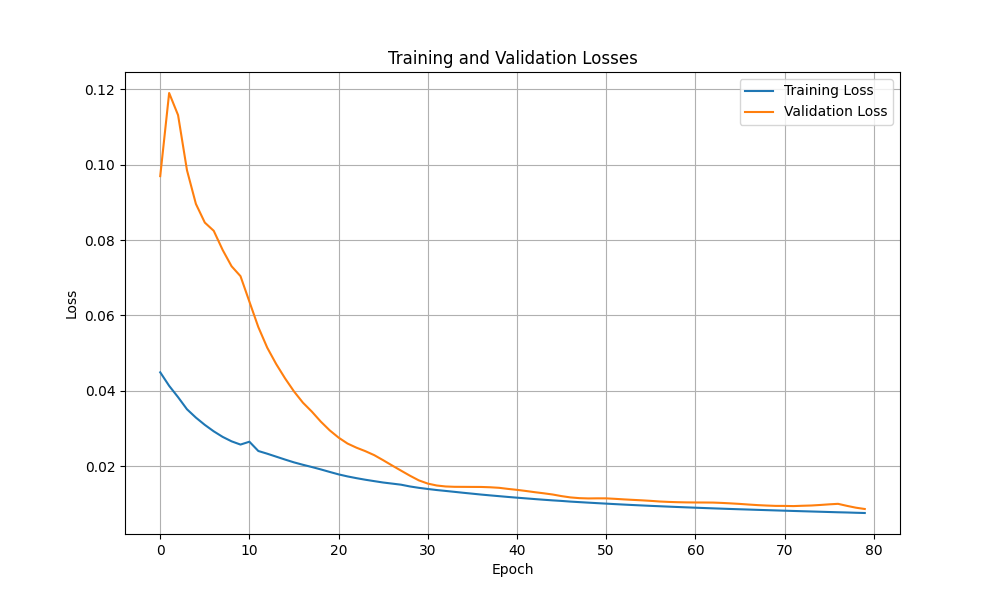 Training and Validation Losses
Training Loss
Validation Loss
0.12
0.10
0.08
0.06
0.04
0.02
Loss
0 10 20 30 40 50 60 70 80
Epoch